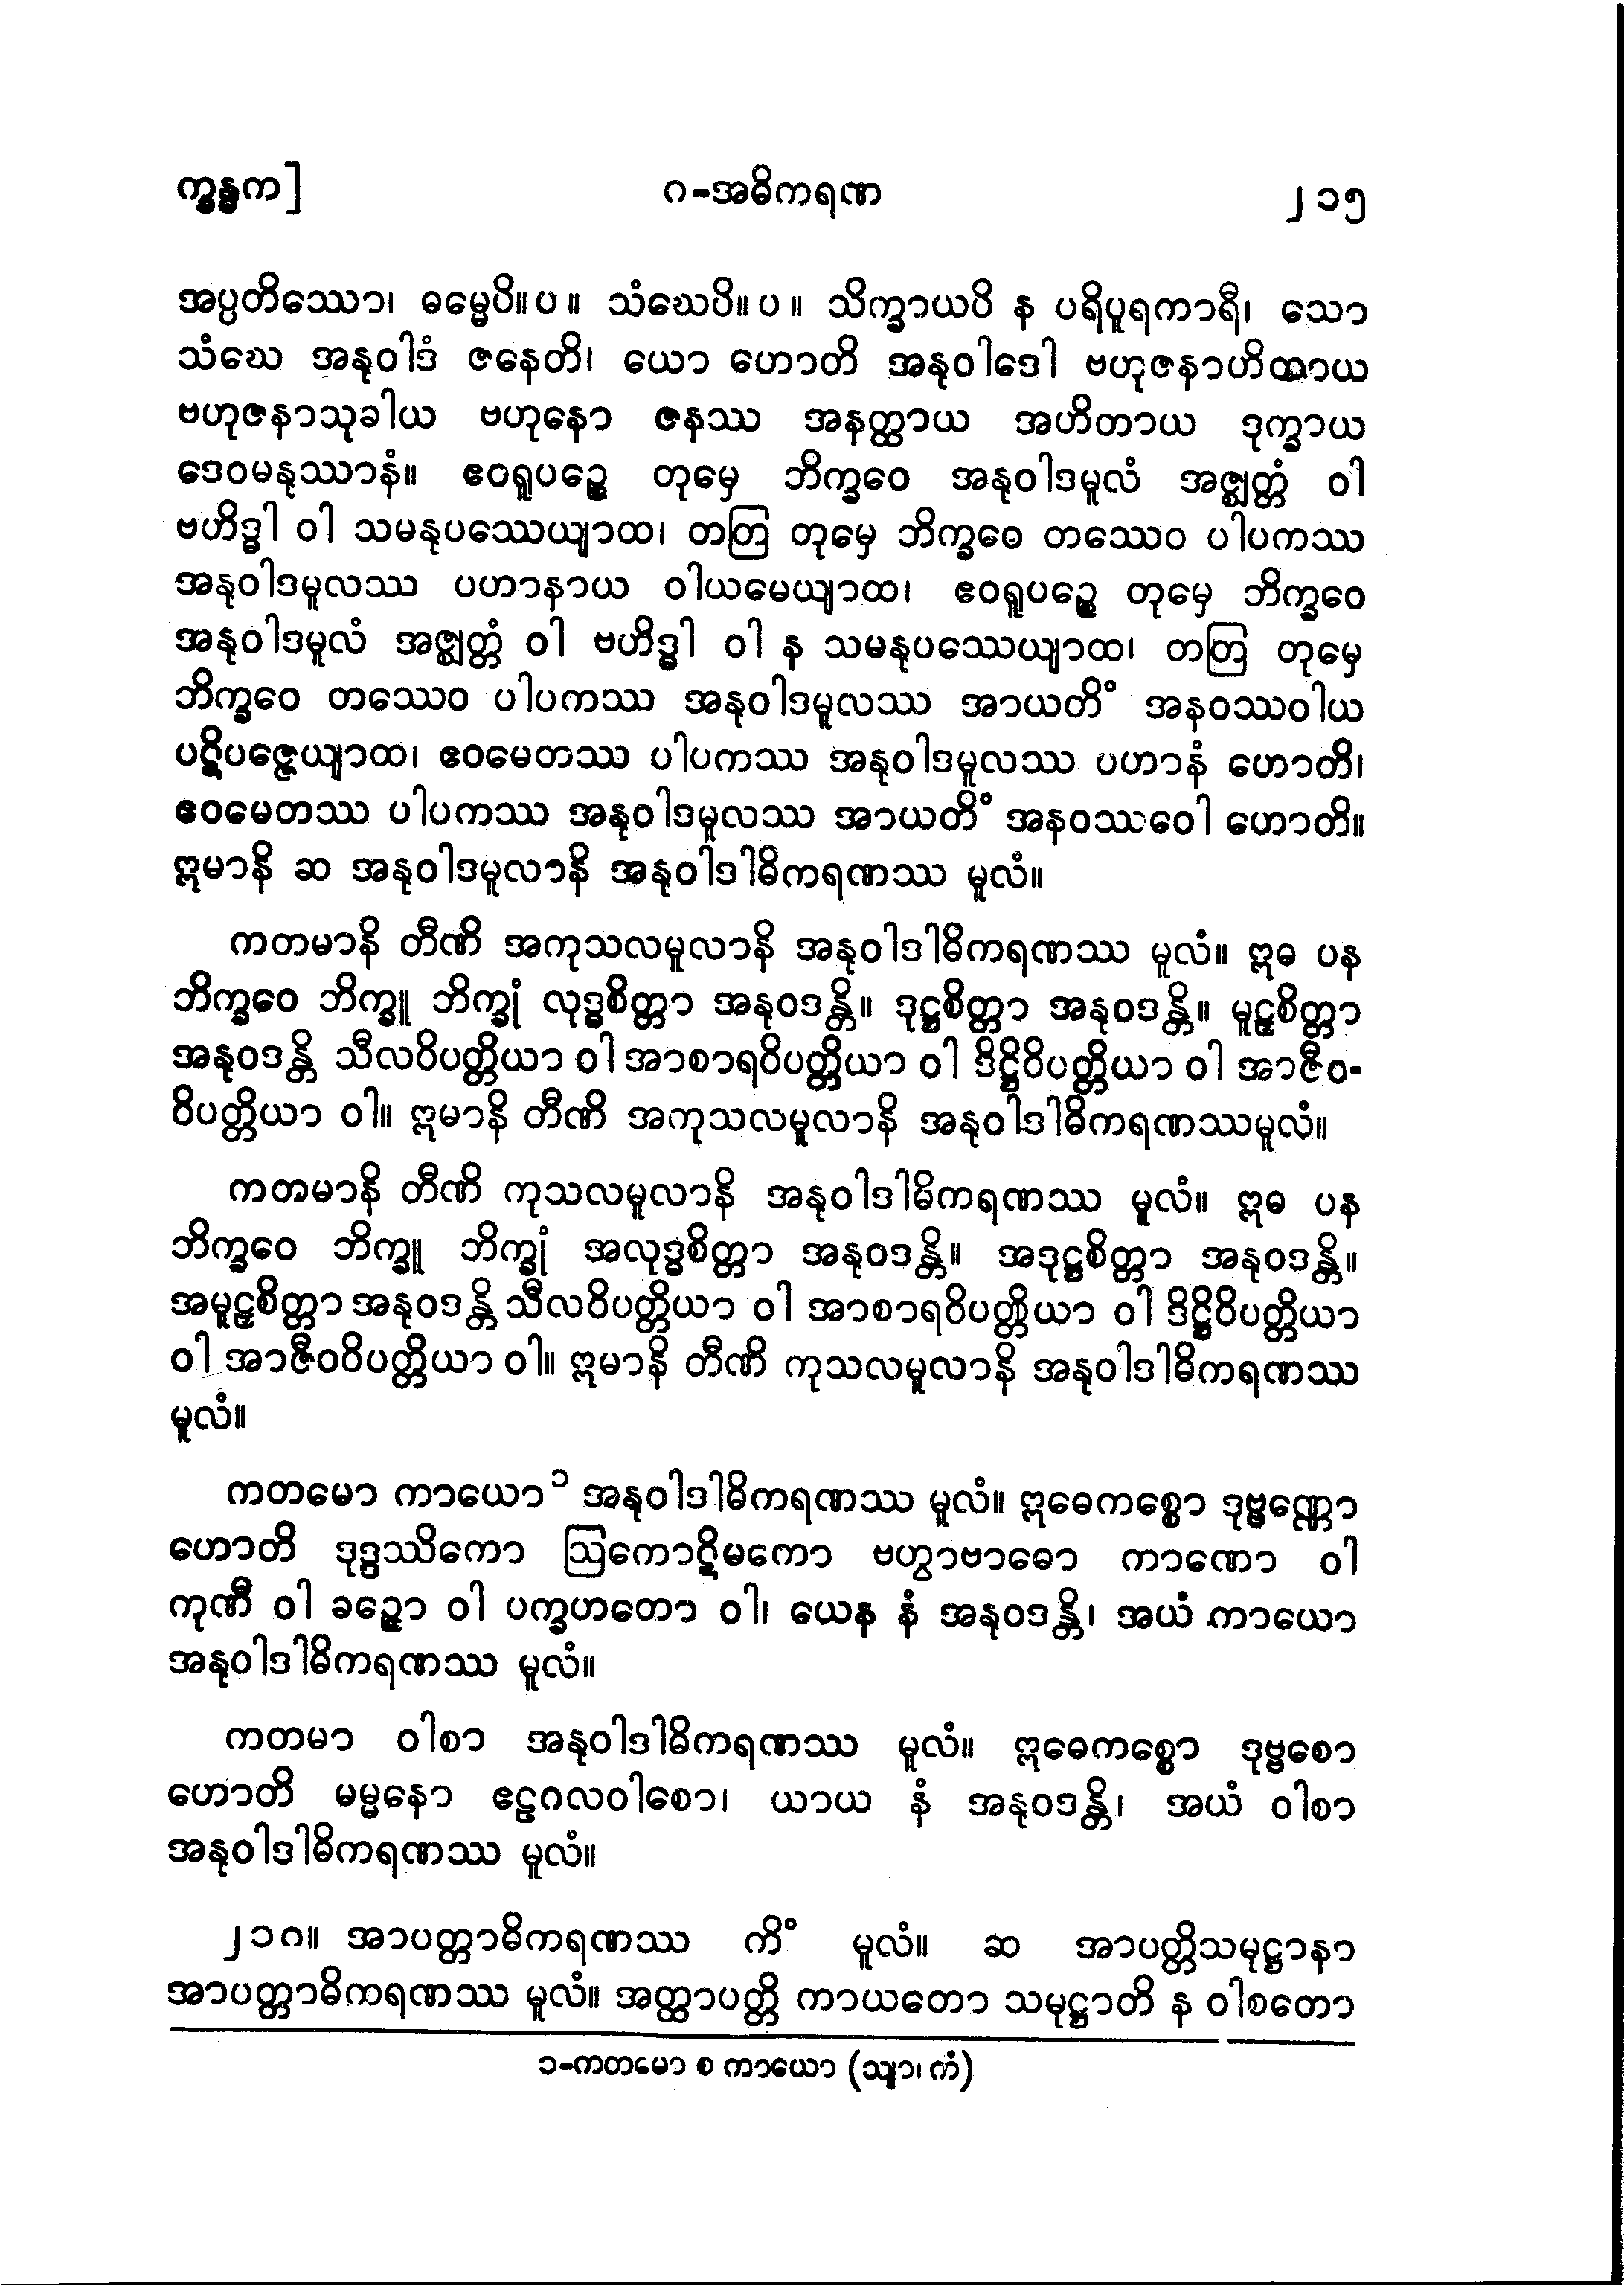 က္ခန္ဓက]
ဂ-အဓိကရဏ
၂၁၅
အပ္ပတိဿော၊ ဓမ္မေပိ။ပ။ သံဃေပိ။ပ။ သိက္ခာယပိ န ပရိပူရကာရီ၊ သော
သံဃေ အနုဝါဒံ ဇနေတိ၊ ယော ဟောတိ အနုဝါဒေါ ဗဟုဇနာဟိတာယ
ဗဟုဇနာသုခါယ ဗဟုနော ဇနဿ အနတ္ထာယ အဟိတာယ ဒုက္ခာယ
ဒေဝမနုဿာနံ။ ဧဝရူပဉ္စေ တုမှေ ဘိက္ခဝေ အနုဝါဒမူလံ အဇ္ဈတ္တံ ဝါ
ဗဟိဒ္ဓါ ဝါ သမနုပဿေယျာထ၊ တတြ တုမှေ ဘိက္ခဝေ တဿေဝ ပါပကဿ
အနုဝါဒမူလဿ ပဟာနာယ ဝါယမေယျာထ၊ ဧဝရူပဉ္စေ တုမှေ ဘိက္ခဝေ
အနုဝါဒမူလံ အဇ္ဈတ္တံ ဝါ ဗဟိဒ္ဓါ ဝါ န သမနုပဿေယျာထ၊ တတြ တုမှေ
ဘိက္ခဝေ တဿေဝ ပါပကဿ အနုဝါဒမူလဿ အာယတိံ အနဝဿဝါယ
ပဋိပဇ္ဇေယျာထ၊ ဧဝမေတဿ ပါပကဿ အနုဝါဒမူလဿ ပဟာနံ ဟောတိ၊
ဧဝမေတဿ ပါပကဿ အနုဝါဒမူလဿ အာယတိံ အနဝဿဝေါ ဟောတိ။
ဣမာနိ ဆ အနုဝါဒမူလာနိ အနုဝါဒါဓိကရဏဿ မူလံ။
ကတမာနိ တီဏိ အကုသလမူလာနိ အနုဝါဒါဓိကရဏဿ မူလံ။ ဣဓ ပန
ဘိက္ခဝေ ဘိက္ခူ ဘိက္ခုံ လုဒ္ဓစိတ္တာ အနုဝဒန္တိ။ ဒုဋ္ဌစိတ္တာ အနုဝဒန္တိ။ မူဠှစိတ္တာ
အနုဝဒန္တိ သီလဝိပတ္တိယာ ဝါ အာစာရဝိပတ္တိယာ ဝါ ဒိဋ္ဌိဝိပတ္တိယာ ဝါ အာဇီဝ-
ဝိပတ္တိယာ ဝါ။ ဣမာနိ တီဏိ အကုသလမူလာနိ အနုဝါဒါဓိကရဏဿမူလံ။
ကတမာနိ တီဏိ ကုသလမူလာနိ အနုဝါဒါဓိကရဏဿ မူလံ။ ဣဓ ပန
ဘိက္ခဝေ ဘိက္ခူ ဘိက္ခုံ အလုဒ္ဓစိတ္တာ အနုဝဒန္တိ။ အဒုဋ္ဌစိတ္တာ အနုဝဒန္တိ။
အမူဠှစိတ္တာ အနုဝဒန္တိ သီလဝိပတ္တိယာ ဝါ အာစာရဝိပတ္တိယာ ဝါ ဒိဋ္ဌိဝိပတ္တိယာ
ဝါ အာဇီဝဝိပတ္တိယာ ဝါ။ ဣမာနိ တီဏိ ကုသလမူလာနိ အနုဝါဒါဓိကရဏဿ
မူလံ။
ကတမော ကာယော၁ အနုဝါဒါဓိကရဏဿ မူလံ။ ဣဓေကစ္စော ဒုဗ္ဗဏ္ဏော
ဟောတိ ဒုဒ္ဒဿိကော ဩကောဋိမကော ဗဟွာဗာဓော ကာဏော ဝါ
ကုဏီ ဝါ ခဉ္ဇော ဝါ ပက္ခဟတော ဝါ၊ ယေန နံ အနုဝဒန္တိ၊ အယံ ကာယော
အနုဝါဒါဓိကရဏဿ မူလံ။
ကတမာ ဝါစာ အနုဝါဒါဓိကရဏဿ မူလံ။ ဣဓေကစ္စော ဒုဗ္ဗစော
ဟောတိ မမ္မနော ဧဠဂလဝါစော၊ ယာယ နံ အနုဝဒန္တိ၊ အယံ ဝါစာ
အနုဝါဒါဓိကရဏဿ မူလံ။
၂၁ဂ။ အာပတ္တာဓိကရဏဿ ကိံ မူလံ။ ဆ အာပတ္တိသမုဋ္ဌာနာ
အာပတ္တာဓိကရဏဿ မူလံ။ အတ္ထာပတ္တိ ကာယတော သမုဋ္ဌာတိ န ဝါစတော
၁-ကတမော စ ကာယော (သျာ၊ ကံ)